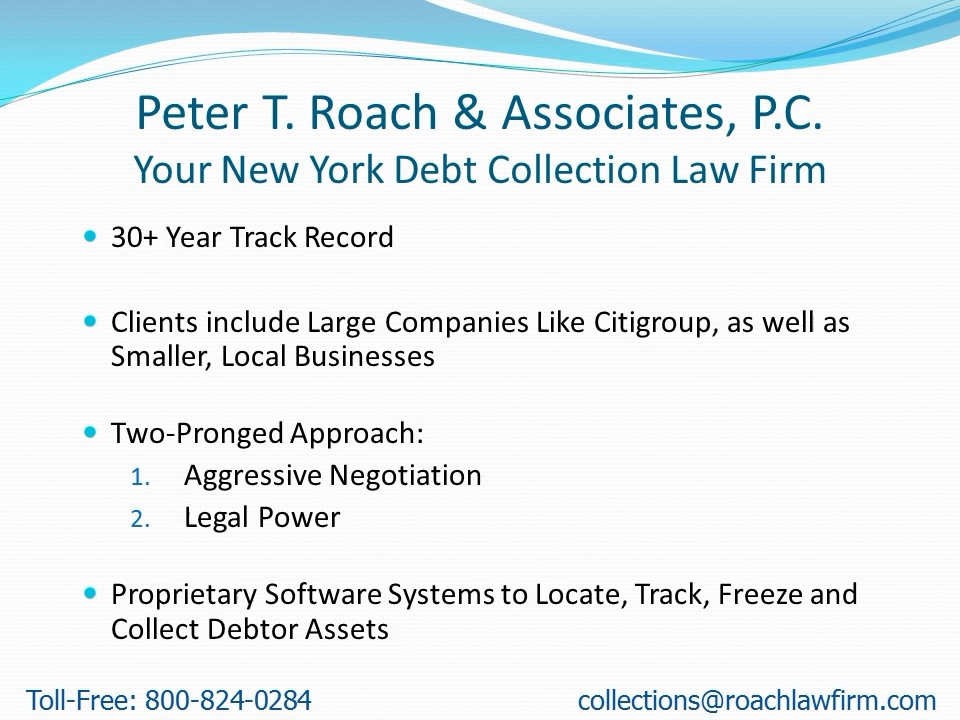 Peter T. Roach & Associates, P.C.
Your New York Debt Collection Law Firm
• 30+ Year Track Record
• Clients include Large Companies Like Citigroup, as well as
Smaller, Local Businesses
• Two-Pronged Approach:
1. Aggressive Negotiation
2. Legal Power
• Proprietary Software Systems to Locate, Track, Freeze and
Collect Debtor Assets
Toll-Free: 800-824-0284
collections@roachlawfirm.com